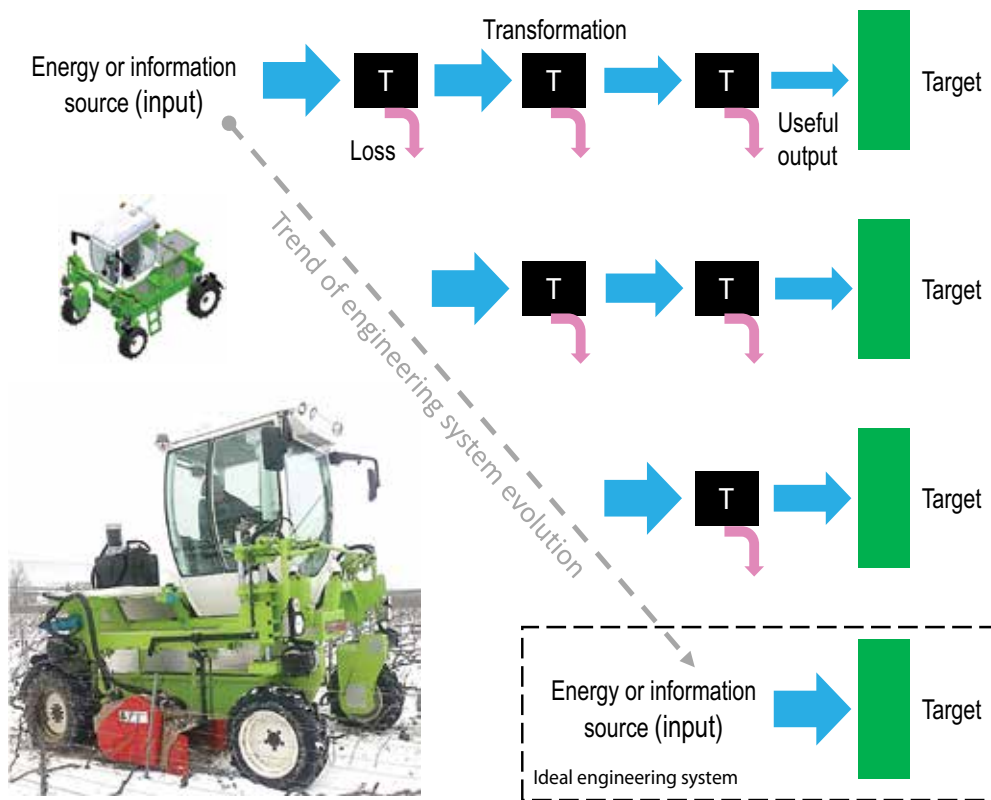 Transformation
Energy or information
source (input)
T
T
T
Target
Loss
Useful
output
Trend of engineering system evolution
T
T
Target
T
Target
Energy or information
source (input)
Target
Ideal engineering system